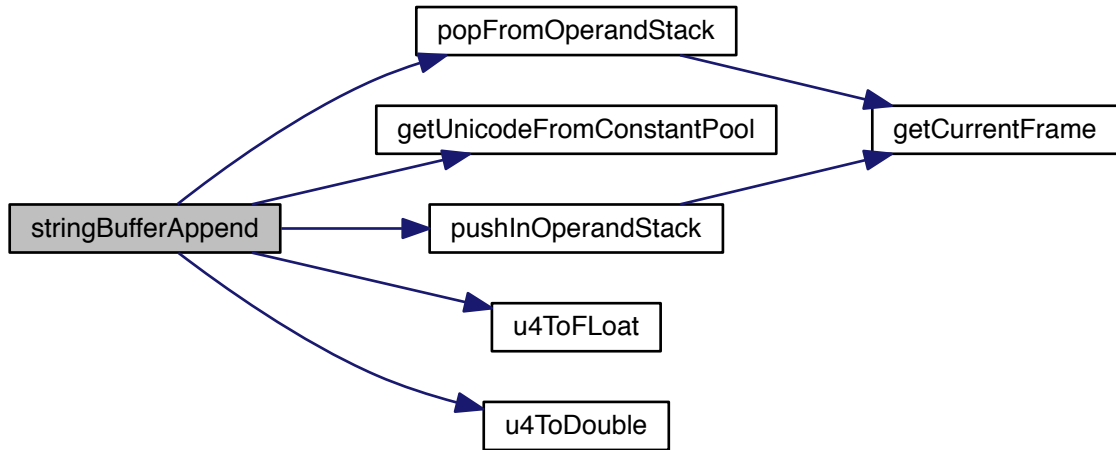 popFromOperandStack
getUnicodeFromConstantPool
getCurrentFrame
stringBufferAppend
pushInOperandStack
u4ToFLoat
u4ToDouble